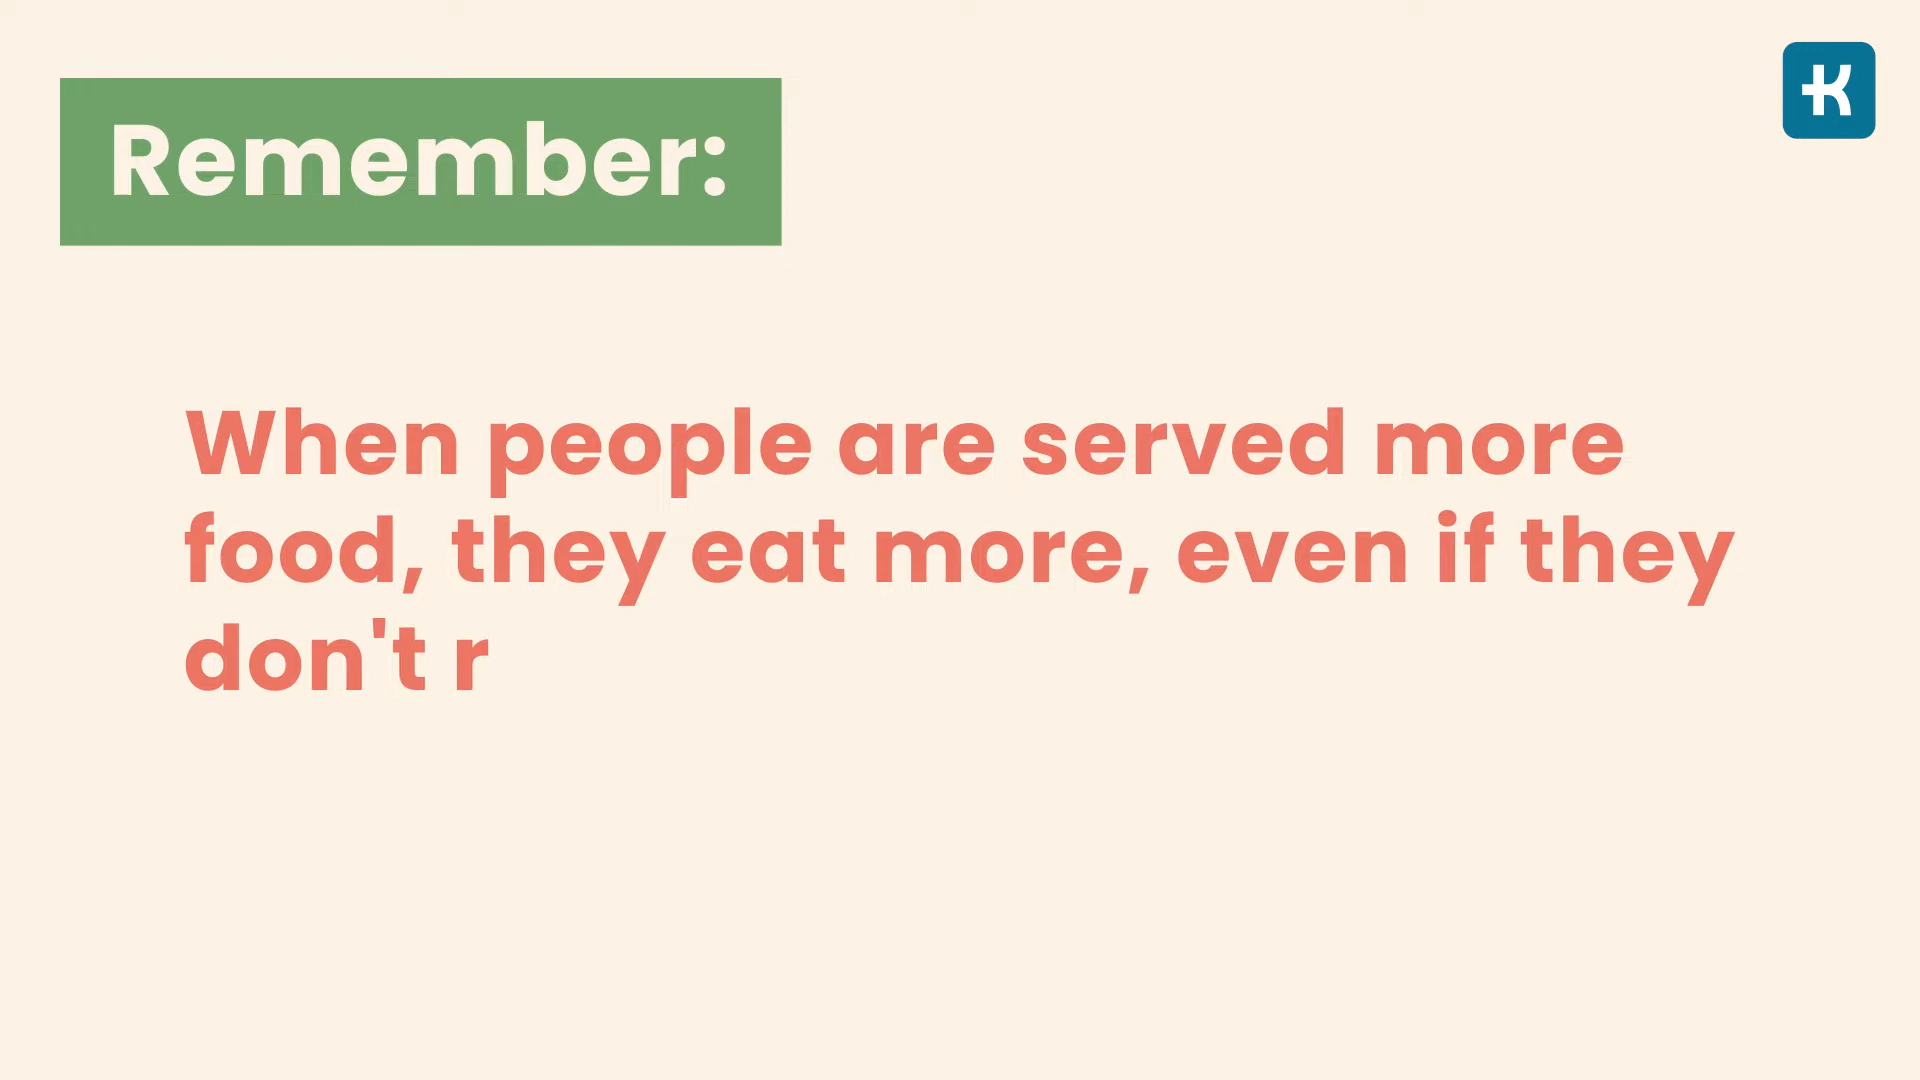 Remember:
K
When people are served more
food, they eat more, even if they
don't r